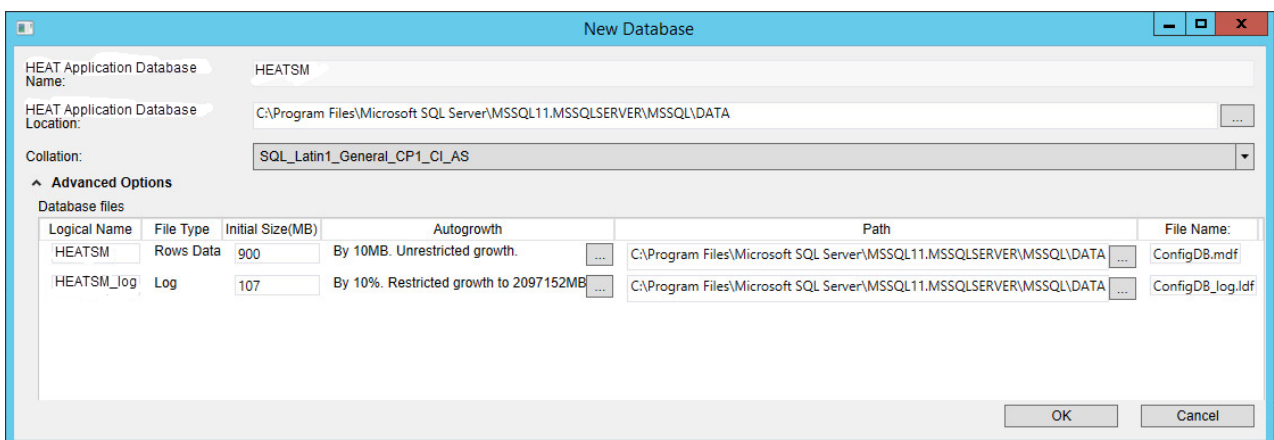 New Database
HEAT Application Database
Name:
HEATSM
HEAT Application Database
Location:
C:\Program Files\Microsoft SQL Server\MSSQL11.MSSQLSERVER\MSSQL\DATA
...
Collation:
SQL_Latin1_General_CP1_CI_AS
Advanced Options
Database files
Logical Name File Type Initial Size(MB) Autogrowth Path File Name:
HEATSM Rows Data 900 By 10MB. Unrestricted growth. ... C:\Program Files\Microsoft SQL Server\MSSQL11.MSSQLSERVER\MSSQL\DATA ... ConfigDB.mdf
HEATSM_log Log 107 By 10%. Restricted growth to 2097152MB ... C:\Program Files\Microsoft SQL Server\MSSQL11.MSSQLSERVER\MSSQL\DATA ... ConfigDB_log.ldf
OK Cancel